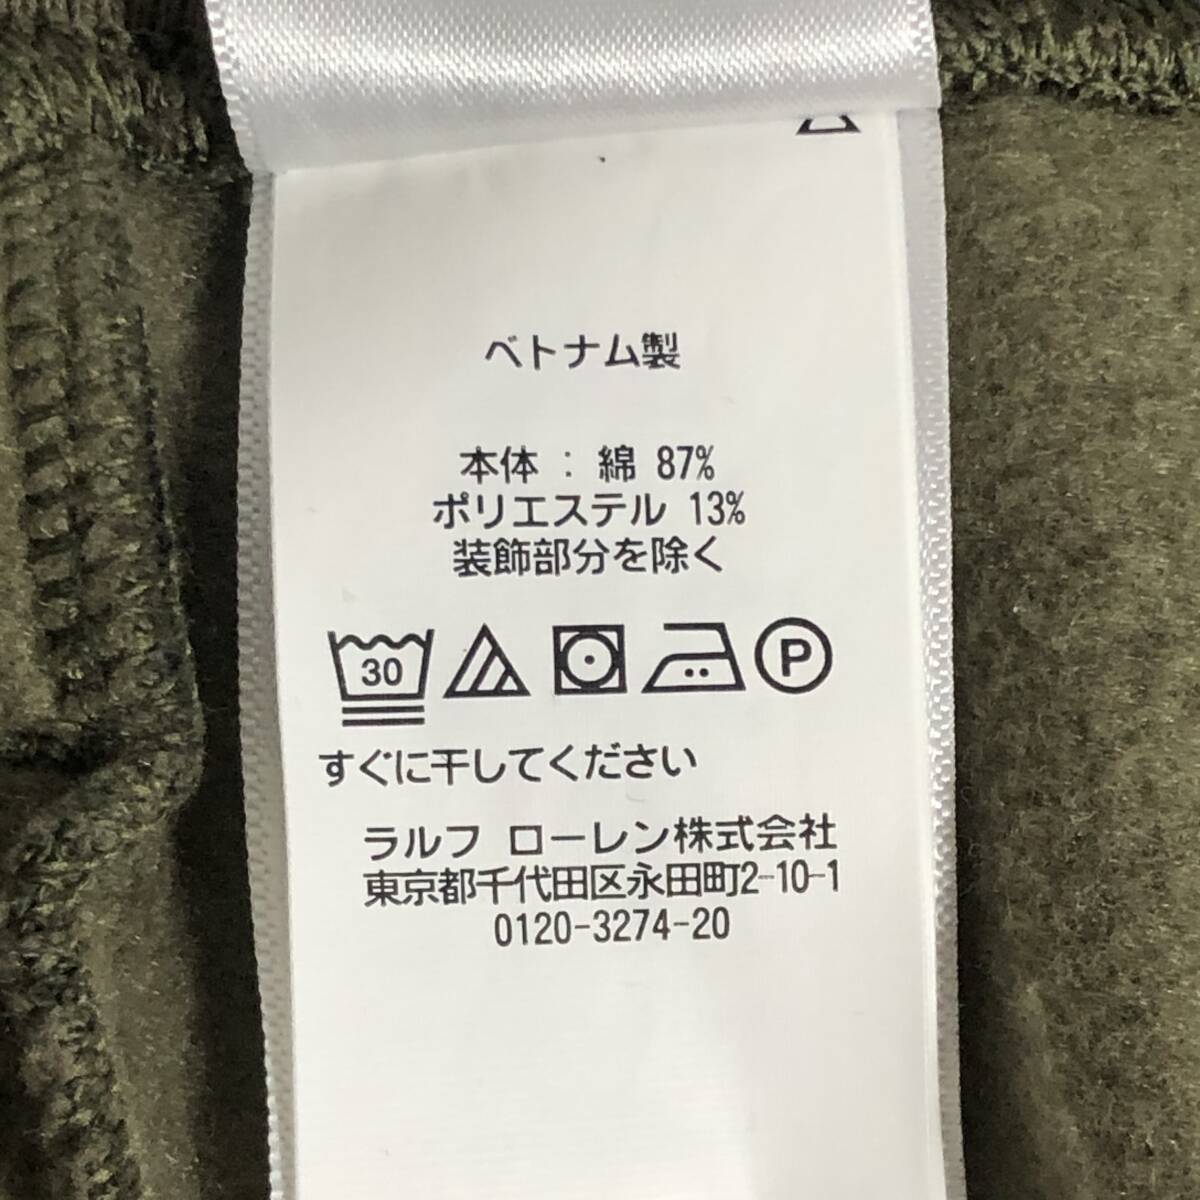 ベトナム製
本体 : 綿 87%
ポリエステル 13%
装飾部分を除く
30 P
すぐに干してください
ラルフ ローレン株式会社
東京都千代田区永田町2-10-1
0120-3274-20